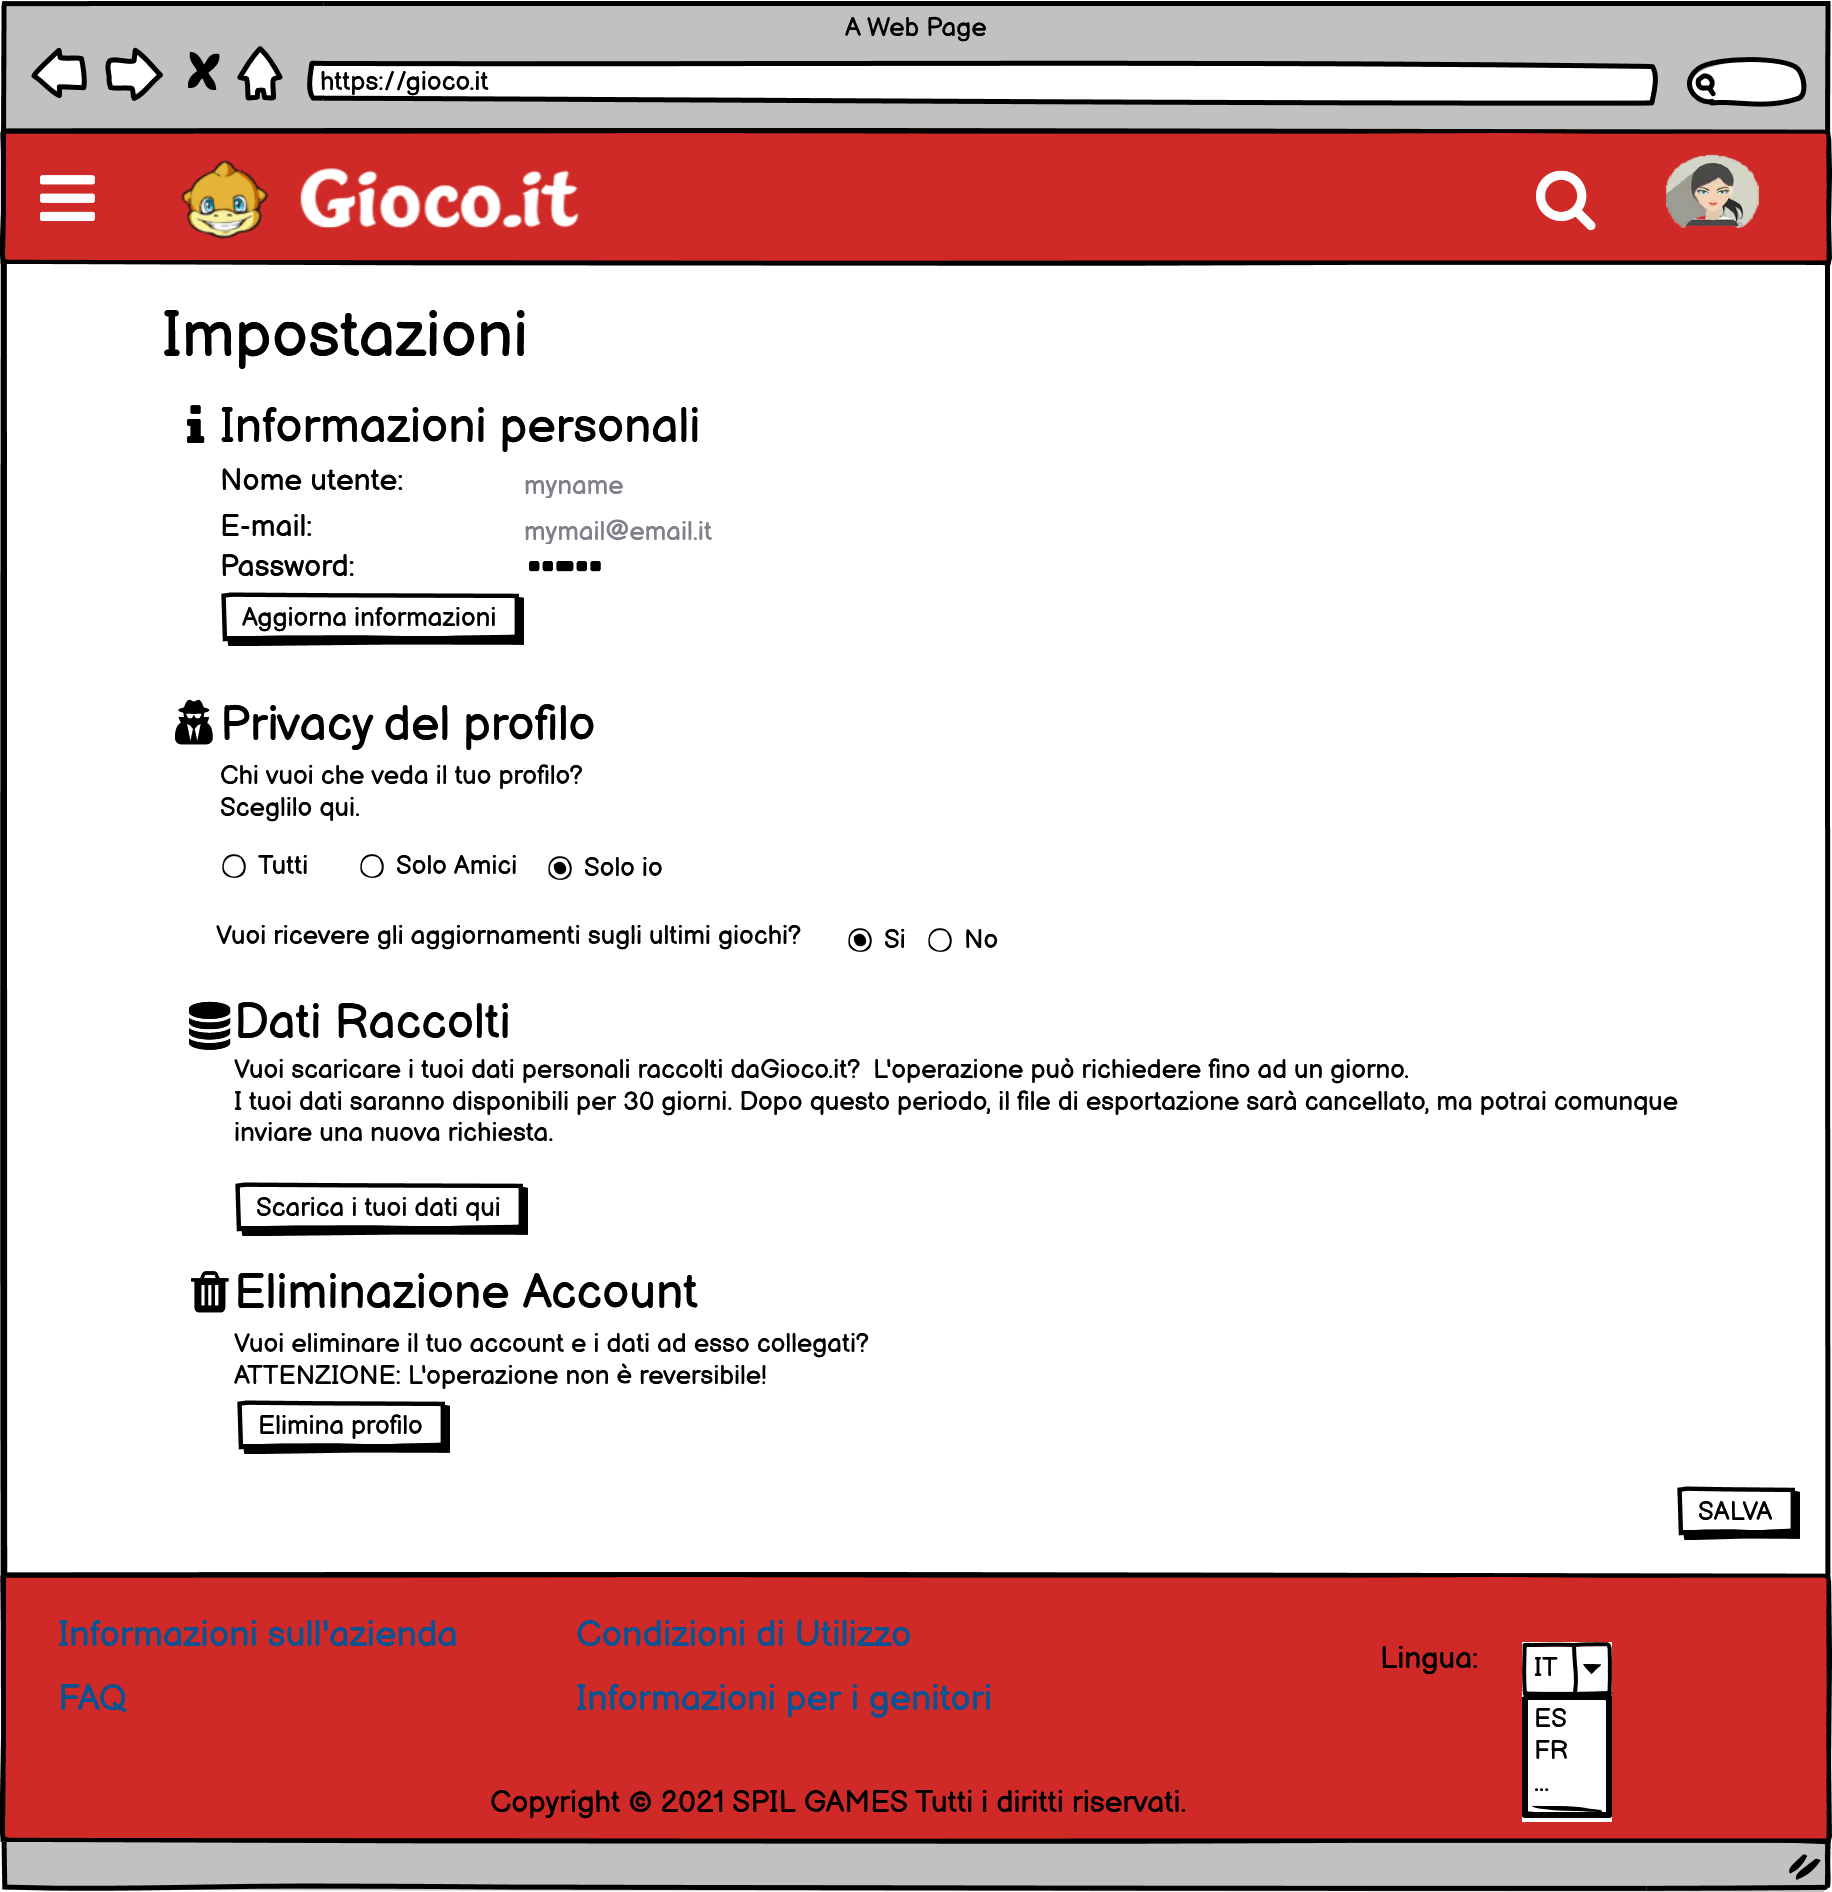 A Web Page
https://gioco.it
Gioco.it
Impostazioni
Informazioni personali
Nome utente: myname
E-mail: mymail@email.it
Password:
Aggiorna informazioni
Privacy del profilo
Chi vuoi che veda il tuo profilo?
Sceglilo qui.
Tutti Solo Amici Solo io
Vuoi ricevere gli aggiornamenti sugli ultimi giochi? Si No
Dati Raccolti
Vuoi scaricare i tuoi dati personali raccolti daGioco.it? L'operazione può richiedere fino ad un giorno.
I tuoi dati saranno disponibili per 30 giorni. Dopo questo periodo, il file di esportazione sarà cancellato, ma potrai comunque
inviare una nuova richiesta.
Scarica i tuoi dati qui
Eliminazione Account
Vuoi eliminare il tuo account e i dati ad esso collegati?
ATTENZIONE: L'operazione non è reversibile!
Elimina profilo
SALVA
Informazioni sull'azienda Condizioni di Utilizzo
Lingua: IT
FAQ Informazioni per i genitori
ES
FR
...
Copyright © 2021 SPIL GAMES Tutti i diritti riservati.